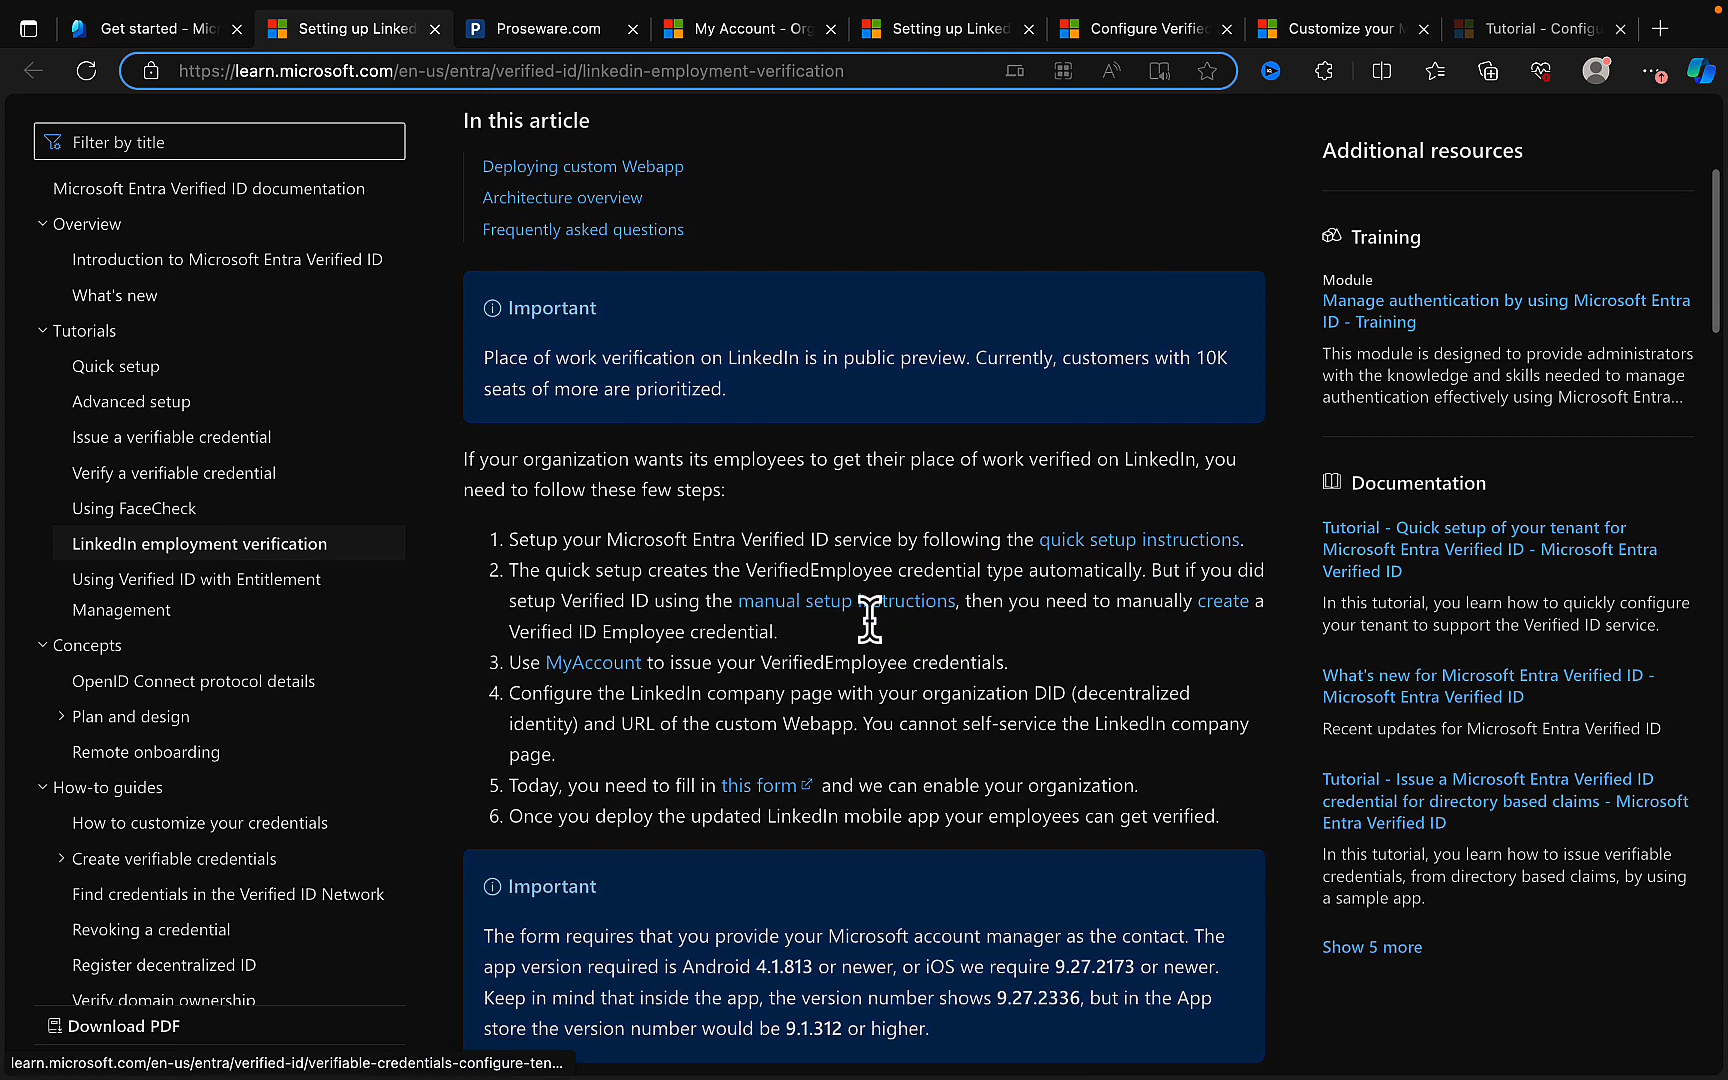 Get started - Mic
Setting up Linked
Proseware.com
My Account - Org
Setting up Linked
Configure Verified
Customize your M
Tutorial - Configu
https://learn.microsoft.com/en-us/entra/verified-id/linkedin-employment-verification
Filter by title
Microsoft Entra Verified ID documentation
Overview
Introduction to Microsoft Entra Verified ID
What's new
Tutorials
Quick setup
Advanced setup
Issue a verifiable credential
Verify a verifiable credential
Using FaceCheck
LinkedIn employment verification
Using Verified ID with Entitlement
Management
Concepts
OpenID Connect protocol details
Plan and design
Remote onboarding
How-to guides
How to customize your credentials
Create verifiable credentials
Find credentials in the Verified ID Network
Revoking a credential
Register decentralized ID
Verify domain ownership
Download PDF
learn.microsoft.com/en-us/entra/verified-id/verifiable-credentials-configure-ten...
In this article
Deploying custom Webapp
Architecture overview
Frequently asked questions
Important
Place of work verification on LinkedIn is in public preview. Currently, customers with 10K
seats of more are prioritized.
If your organization wants its employees to get their place of work verified on LinkedIn, you
need to follow these few steps:
1. Setup your Microsoft Entra Verified ID service by following the quick setup instructions.
2. The quick setup creates the VerifiedEmployee credential type automatically. But if you did
setup Verified ID using the manual setup instructions, then you need to manually create a
Verified ID Employee credential.
3. Use MyAccount to issue your VerifiedEmployee credentials.
4. Configure the LinkedIn company page with your organization DID (decentralized
identity) and URL of the custom Webapp. You cannot self-service the LinkedIn company
page.
5. Today, you need to fill in this form and we can enable your organization.
6. Once you deploy the updated LinkedIn mobile app your employees can get verified.
Important
The form requires that you provide your Microsoft account manager as the contact. The
app version required is Android 4.1.813 or newer, or iOS we require 9.27.2173 or newer.
Keep in mind that inside the app, the version number shows 9.27.2336, but in the App
store the version number would be 9.1.312 or higher.
Additional resources
Training
Module
Manage authentication by using Microsoft Entra
ID - Training
This module is designed to provide administrators
with the knowledge and skills needed to manage
authentication effectively using Microsoft Entra...
Documentation
Tutorial - Quick setup of your tenant for
Microsoft Entra Verified ID - Microsoft Entra
Verified ID
In this tutorial, you learn how to quickly configure
your tenant to support the Verified ID service.
What's new for Microsoft Entra Verified ID -
Microsoft Entra Verified ID
Recent updates for Microsoft Entra Verified ID
Tutorial - Issue a Microsoft Entra Verified ID
credential for directory based claims - Microsoft
Entra Verified ID
In this tutorial, you learn how to issue verifiable
credentials, from directory based claims, by using
a sample app.
Show 5 more